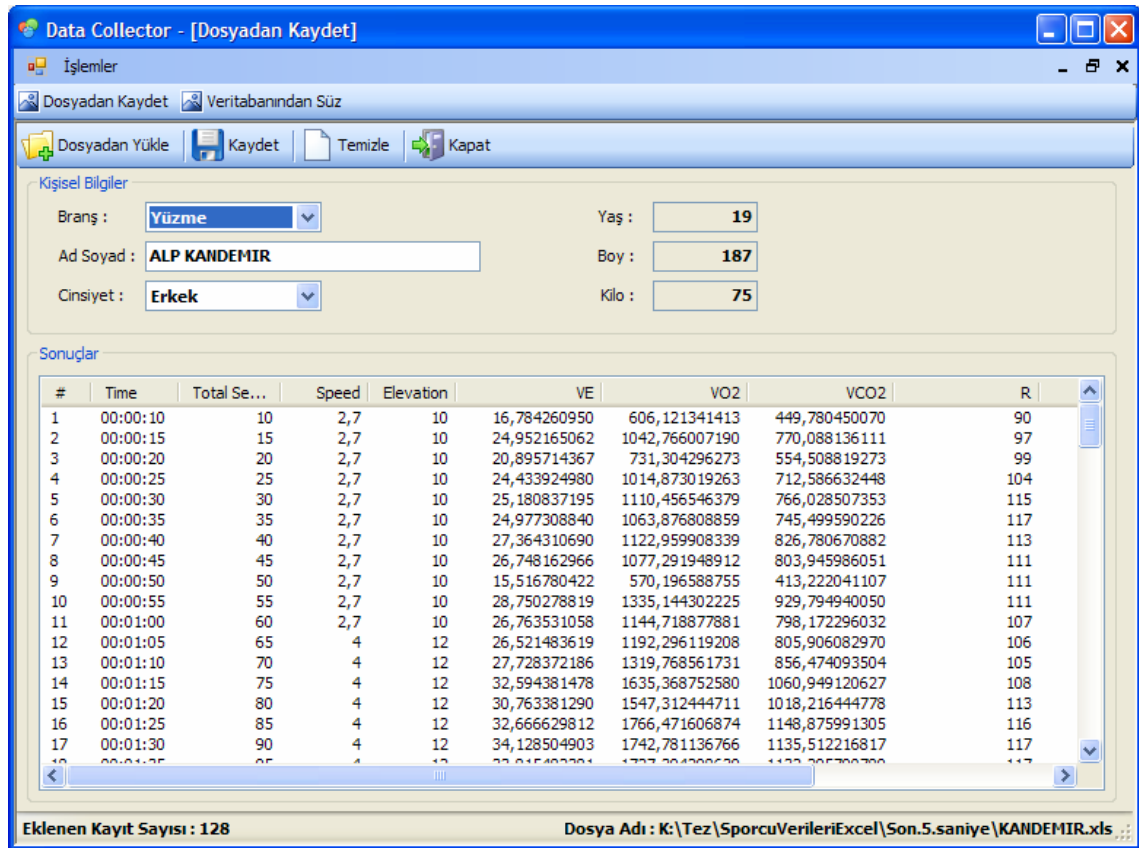 Data Collector - [Dosyadan Kaydet]
İşlemler
Dosyadan Kaydet Veritabanından Süz
Dosyadan Yükle Kaydet Temizle Kapat
Kişisel Bilgiler
Branş : Yüzme Yaş : 19
Ad Soyad : ALP KANDEMIR Boy : 187
Cinsiyet : Erkek Kilo : 75
Sonuçlar
# Time Total Se... Speed Elevation VE VO2 VCO2 R
1 00:00:10 10 2,7 10 16,784260950 606,121341413 449,780450070 90
2 00:00:15 15 2,7 10 24,952165062 1042,766007190 770,088136111 97
3 00:00:20 20 2,7 10 20,895714367 731,304296273 554,508819273 99
4 00:00:25 25 2,7 10 24,433924980 1014,873019263 712,586632448 104
5 00:00:30 30 2,7 10 25,180837195 1110,456546379 766,028507353 115
6 00:00:35 35 2,7 10 24,977308840 1063,876808859 745,499590226 117
7 00:00:40 40 2,7 10 27,364310690 1122,959908339 826,780670882 113
8 00:00:45 45 2,7 10 26,748162966 1077,291948912 803,945986051 111
9 00:00:50 50 2,7 10 15,516780422 570,196588755 413,222041107 111
10 00:00:55 55 2,7 10 28,750278819 1335,144302225 929,794940050 111
11 00:01:00 60 2,7 10 26,763531058 1144,718877881 798,172296032 107
12 00:01:05 65 4 12 26,521483619 1192,296119208 805,906082970 106
13 00:01:10 70 4 12 27,728372186 1319,768561731 856,474093504 105
14 00:01:15 75 4 12 32,594381478 1635,368752580 1060,949120627 108
15 00:01:20 80 4 12 30,763381290 1547,312444711 1018,216444778 113
16 00:01:25 85 4 12 32,666629812 1766,471606874 1148,875991305 116
17 00:01:30 90 4 12 34,128504903 1742,781136766 1135,512216817 117
Eklenen Kayıt Sayısı : 128 Dosya Adı : K:\Tez\SporcuVerileriExcel\Son.5.saniye\KANDEMIR.xls